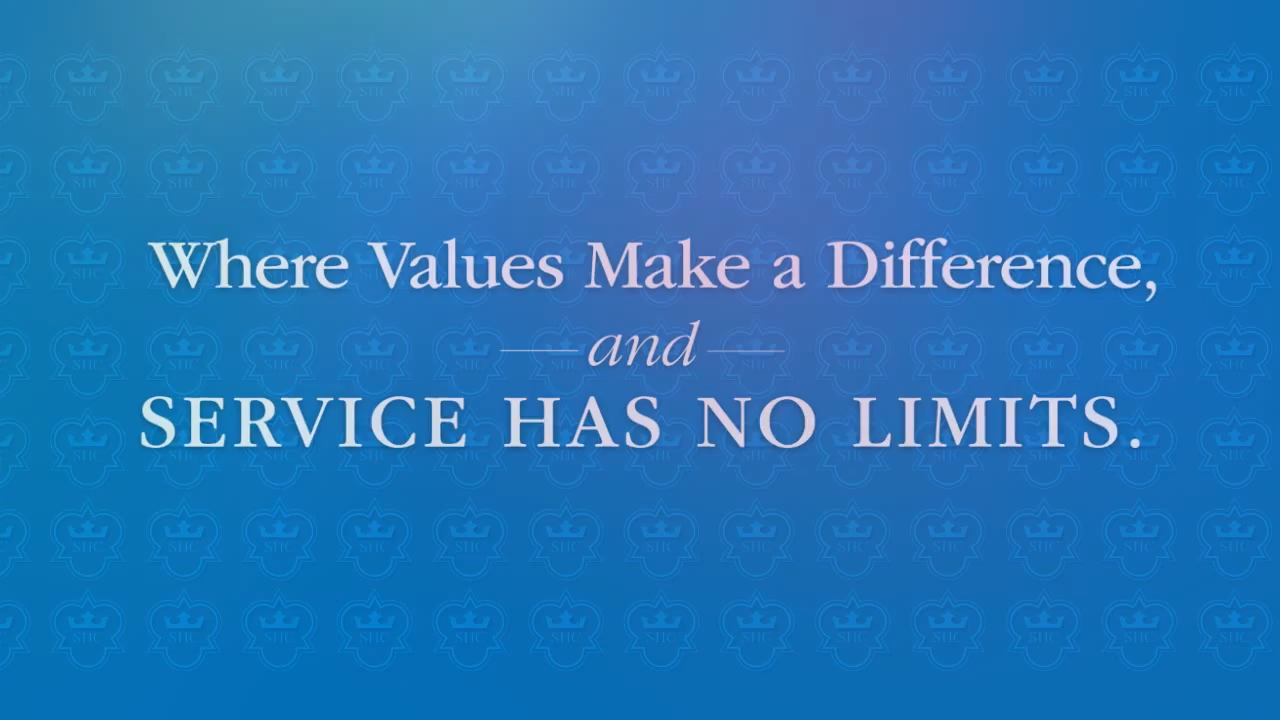 Where Values Make a Difference,
and
SERVICE HAS NO LIMITS.